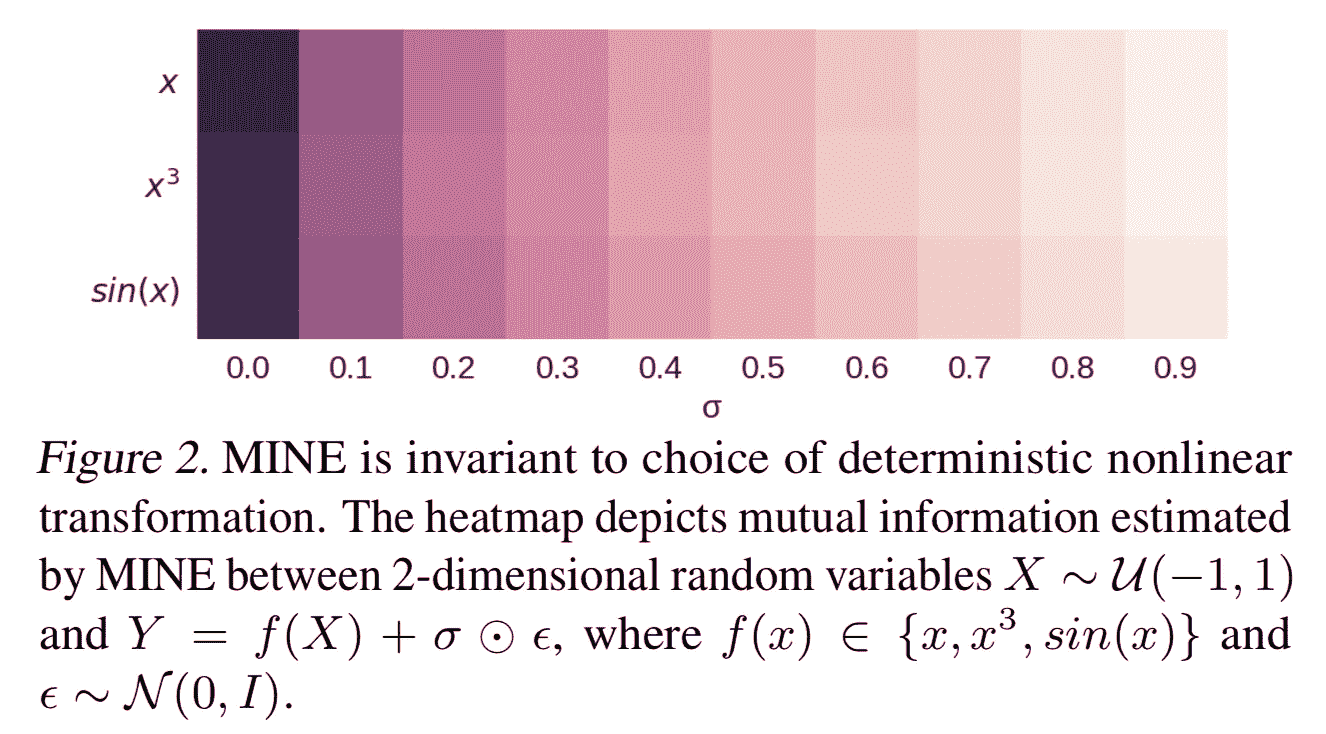 x
x³
sin(x)
0.0 0.1 0.2 0.3 0.4 0.5 0.6 0.7 0.8 0.9
σ
Figure 2. MINE is invariant to choice of deterministic nonlinear
transformation. The heatmap depicts mutual information estimated
by MINE between 2-dimensional random variables X ∼ 𝒰(−1, 1)
and Y = f(X) + σ ⊙ ϵ, where f(x) ∈ {x, x³, sin(x)} and
ϵ ∼ 𝒩(0, I).